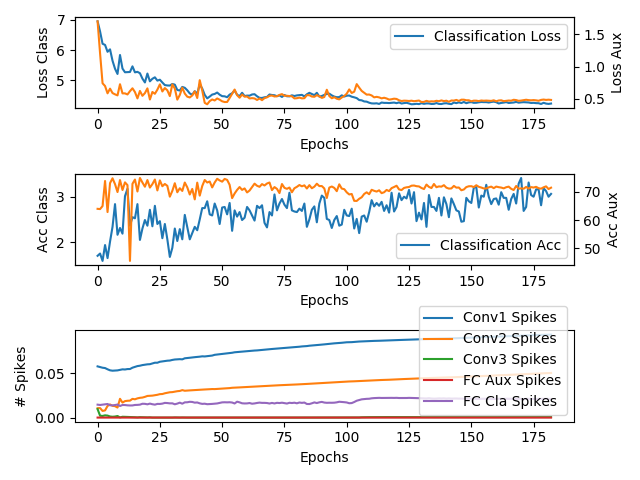 7
6
5
Loss Class
Classification Loss
1.5
1.0
0.5
Loss Aux
0 25 50 75 100 125 150 175
Epochs
3
2
Acc Class
Classification Acc
70
60
50
Acc Aux
0 25 50 75 100 125 150 175
Epochs
0.05
0.00
# Spikes
Conv1 Spikes
Conv2 Spikes
Conv3 Spikes
FC Aux Spikes
FC Cla Spikes
0 25 50 75 100 125 150 175
Epochs